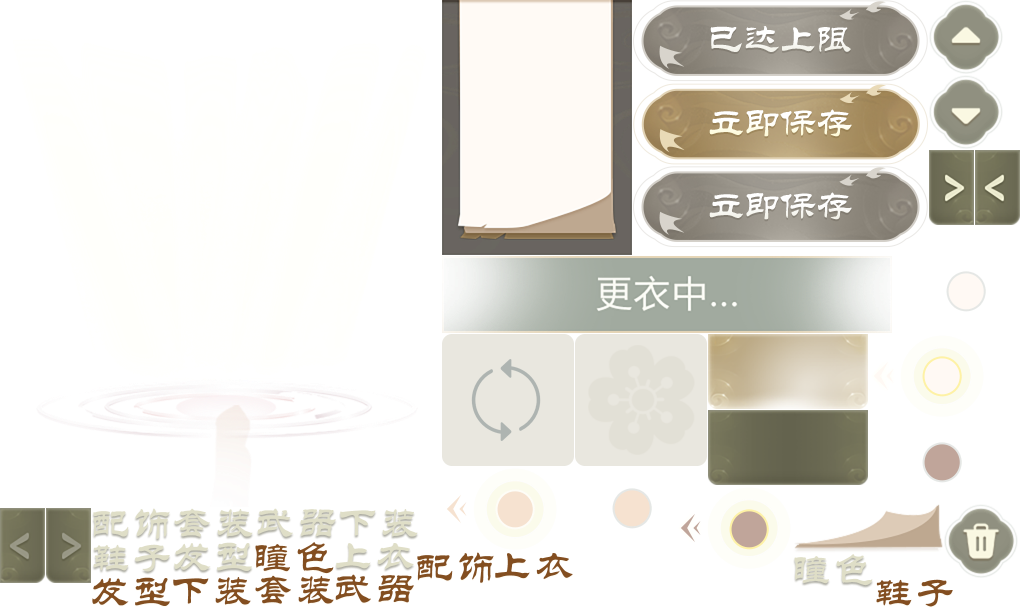 已达上限
立即保存
立即保存
更衣中...
配饰套装武器下装
鞋子发型瞳色上衣
配饰上衣
发型下装套装武器
瞳色
鞋子